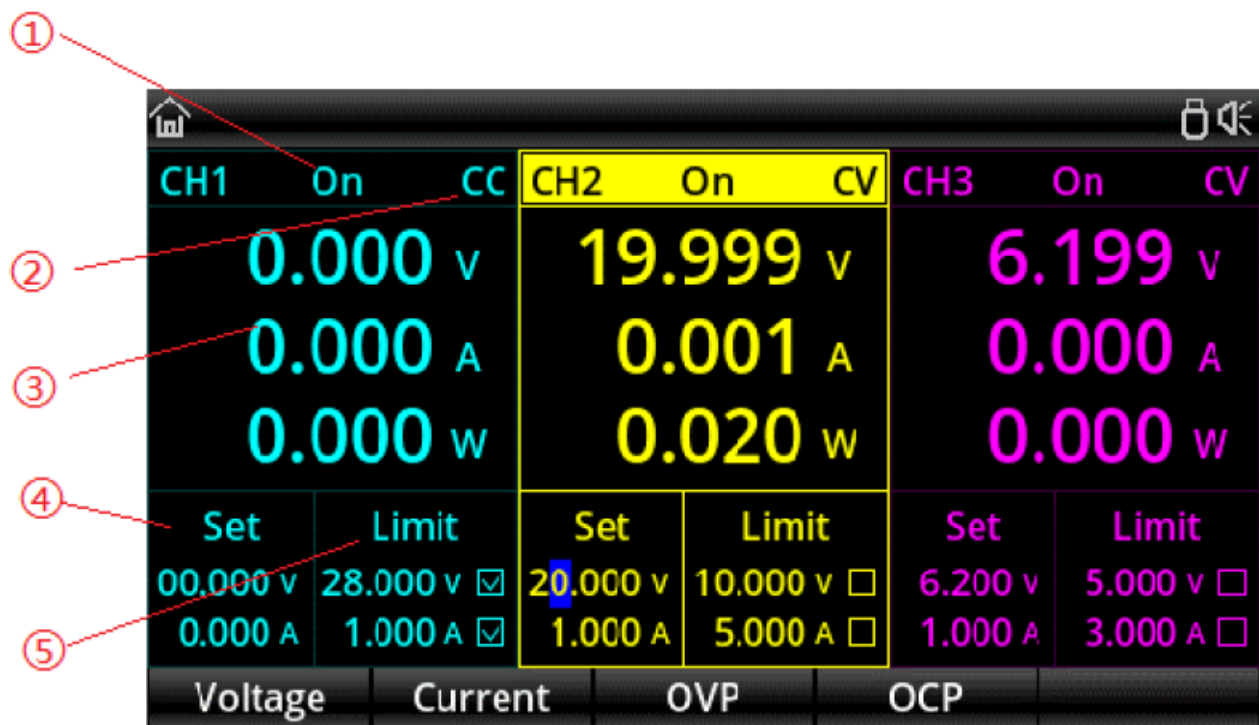 ①
CH1 On CC CH2 On CV CH3 On CV
②
0.000 V 19.999 V 6.199 V
③
0.000 A 0.001 A 0.000 A
0.000 W 0.020 W 0.000 W
④
Set Limit Set Limit Set Limit
00.000 V 28.000 V 20.000 V 10.000 V 6.200 V 5.000 V
⑤
0.000 A 1.000 A 1.000 A 5.000 A 1.000 A 3.000 A
Voltage Current OVP OCP